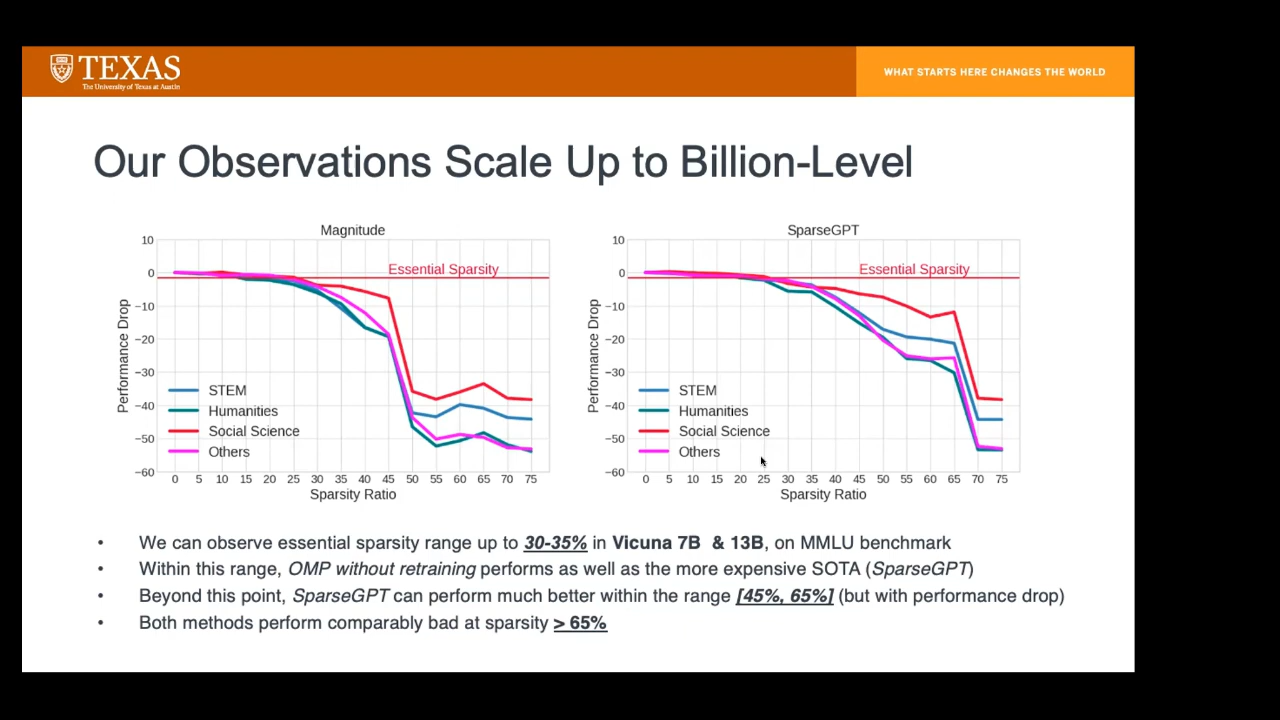 TEXAS
The University of Texas at Austin
WHAT STARTS HERE CHANGES THE WORLD
Our Observations Scale Up to Billion-Level
Magnitude
10
0
−10
−20
−30
−40
−50
−60
Performance Drop
Essential Sparsity
STEM
Humanities
Social Science
Others
0 5 10 15 20 25 30 35 40 45 50 55 60 65 70 75
Sparsity Ratio
SparseGPT
10
0
−10
−20
−30
−40
−50
−60
Performance Drop
Essential Sparsity
STEM
Humanities
Social Science
Others
0 5 10 15 20 25 30 35 40 45 50 55 60 65 70 75
Sparsity Ratio
• We can observe essential sparsity range up to 30-35% in Vicuna 7B & 13B, on MMLU benchmark
• Within this range, OMP without retraining performs as well as the more expensive SOTA (SparseGPT)
• Beyond this point, SparseGPT can perform much better within the range [45%, 65%] (but with performance drop)
• Both methods perform comparably bad at sparsity > 65%